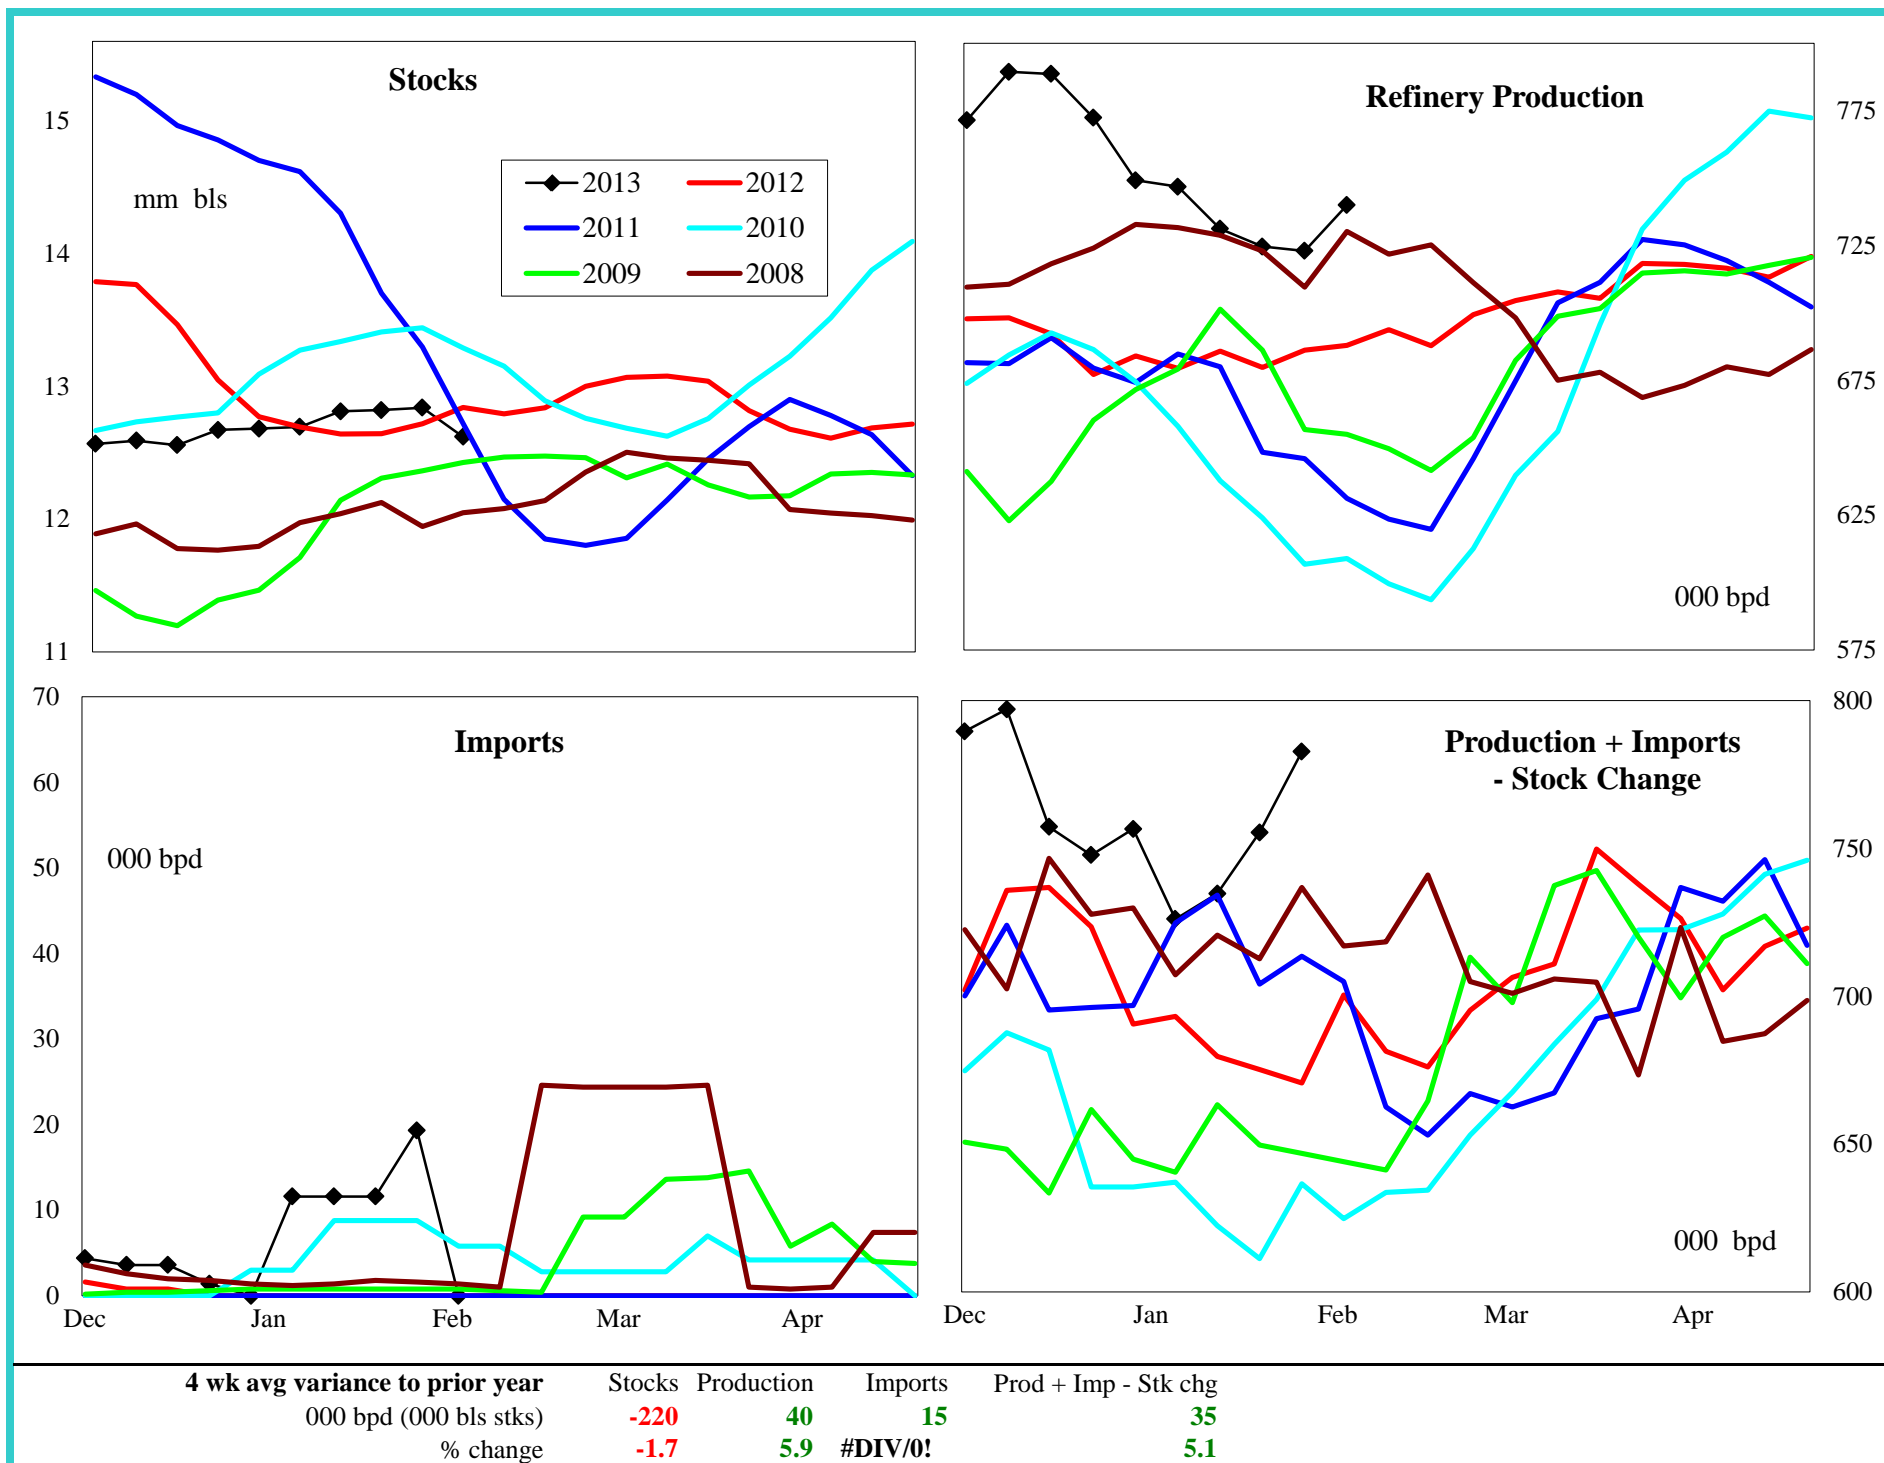 Stocks
15
14
13
12
11
mm bls
2013 2012
2011 2010
2009 2008
Refinery Production
775
725
675
625
575
000 bpd
Imports
70
60
50
40
30
20
10
0
000 bpd
Dec Jan Feb Mar Apr
Production + Imports
- Stock Change
800
750
700
650
600
000 bpd
Dec Jan Feb Mar Apr
4 wk avg variance to prior year Stocks Production Imports Prod + Imp - Stk chg
000 bpd (000 bls stks) -220 40 15 35
% change -1.7 5.9 #DIV/0! 5.1